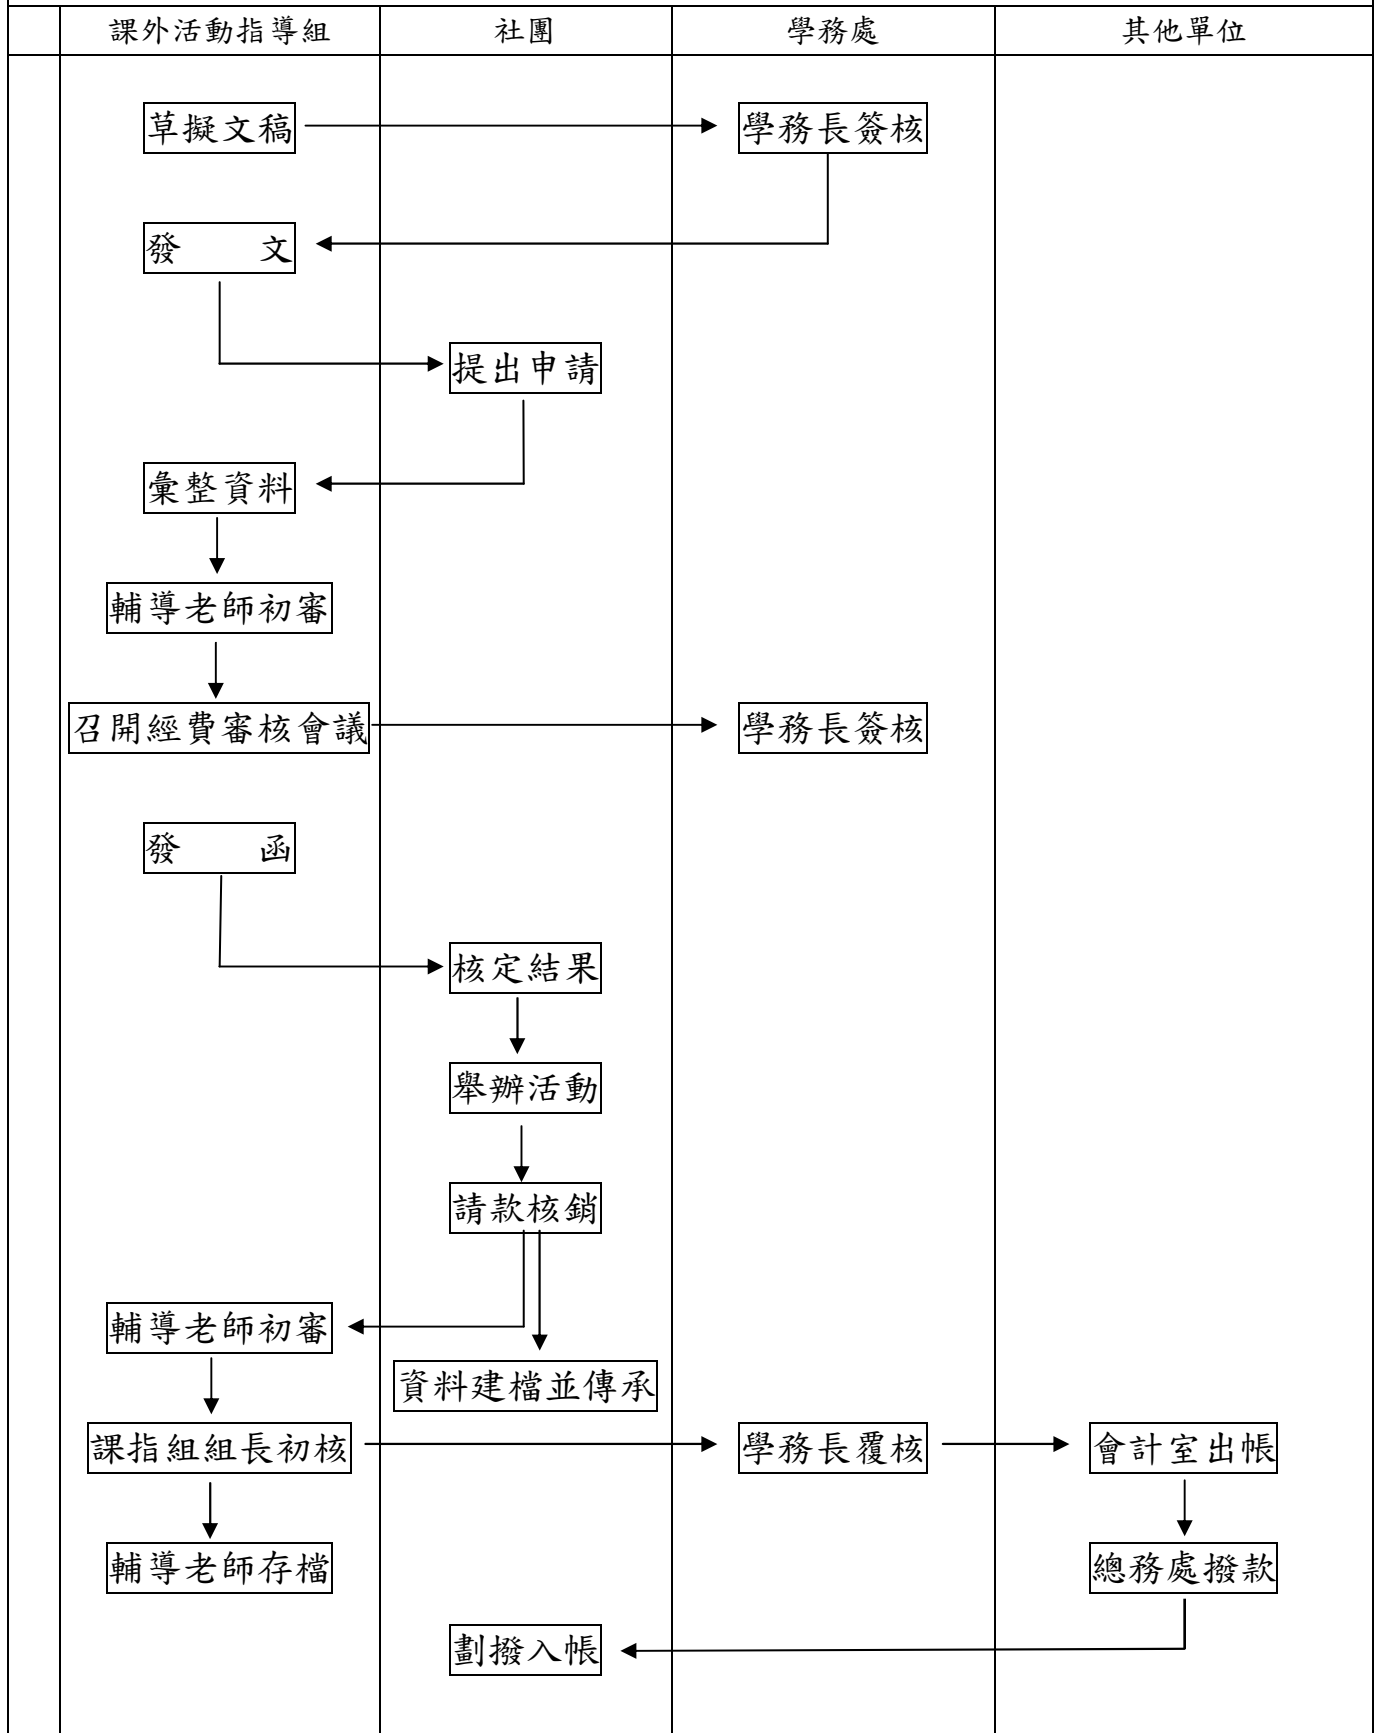 課外活動指導組 社團 學務處 其他單位
草擬文稿 學務長簽核
發 文
提出申請
彙整資料
輔導老師初審
召開經費審核會議 學務長簽核
發 函
核定結果
舉辦活動
請款核銷
輔導老師初審
資料建檔並傳承
課指組組長初核 學務長覆核 會計室出帳
輔導老師存檔 總務處撥款
劃撥入帳